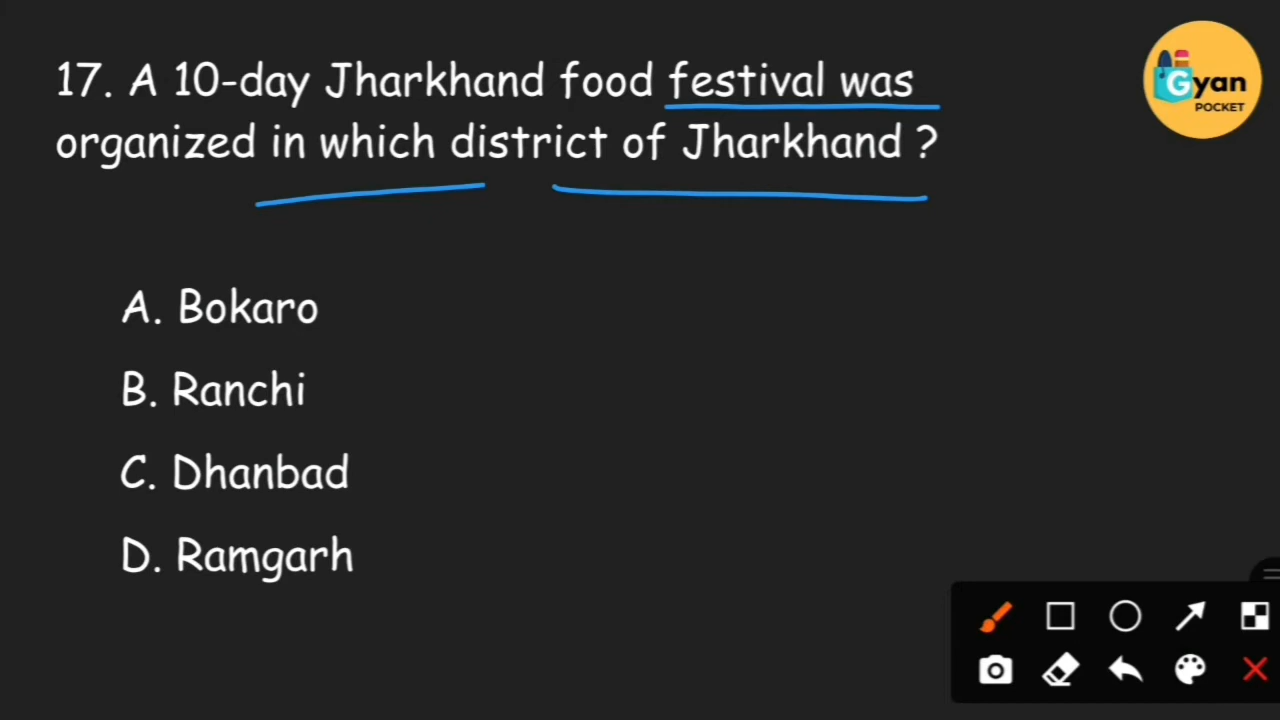 17. A 10-day Jharkhand food festival was
organized in which district of Jharkhand ?
A. Bokaro
B. Ranchi
C. Dhanbad
D. Ramgarh
Gyan
POCKET